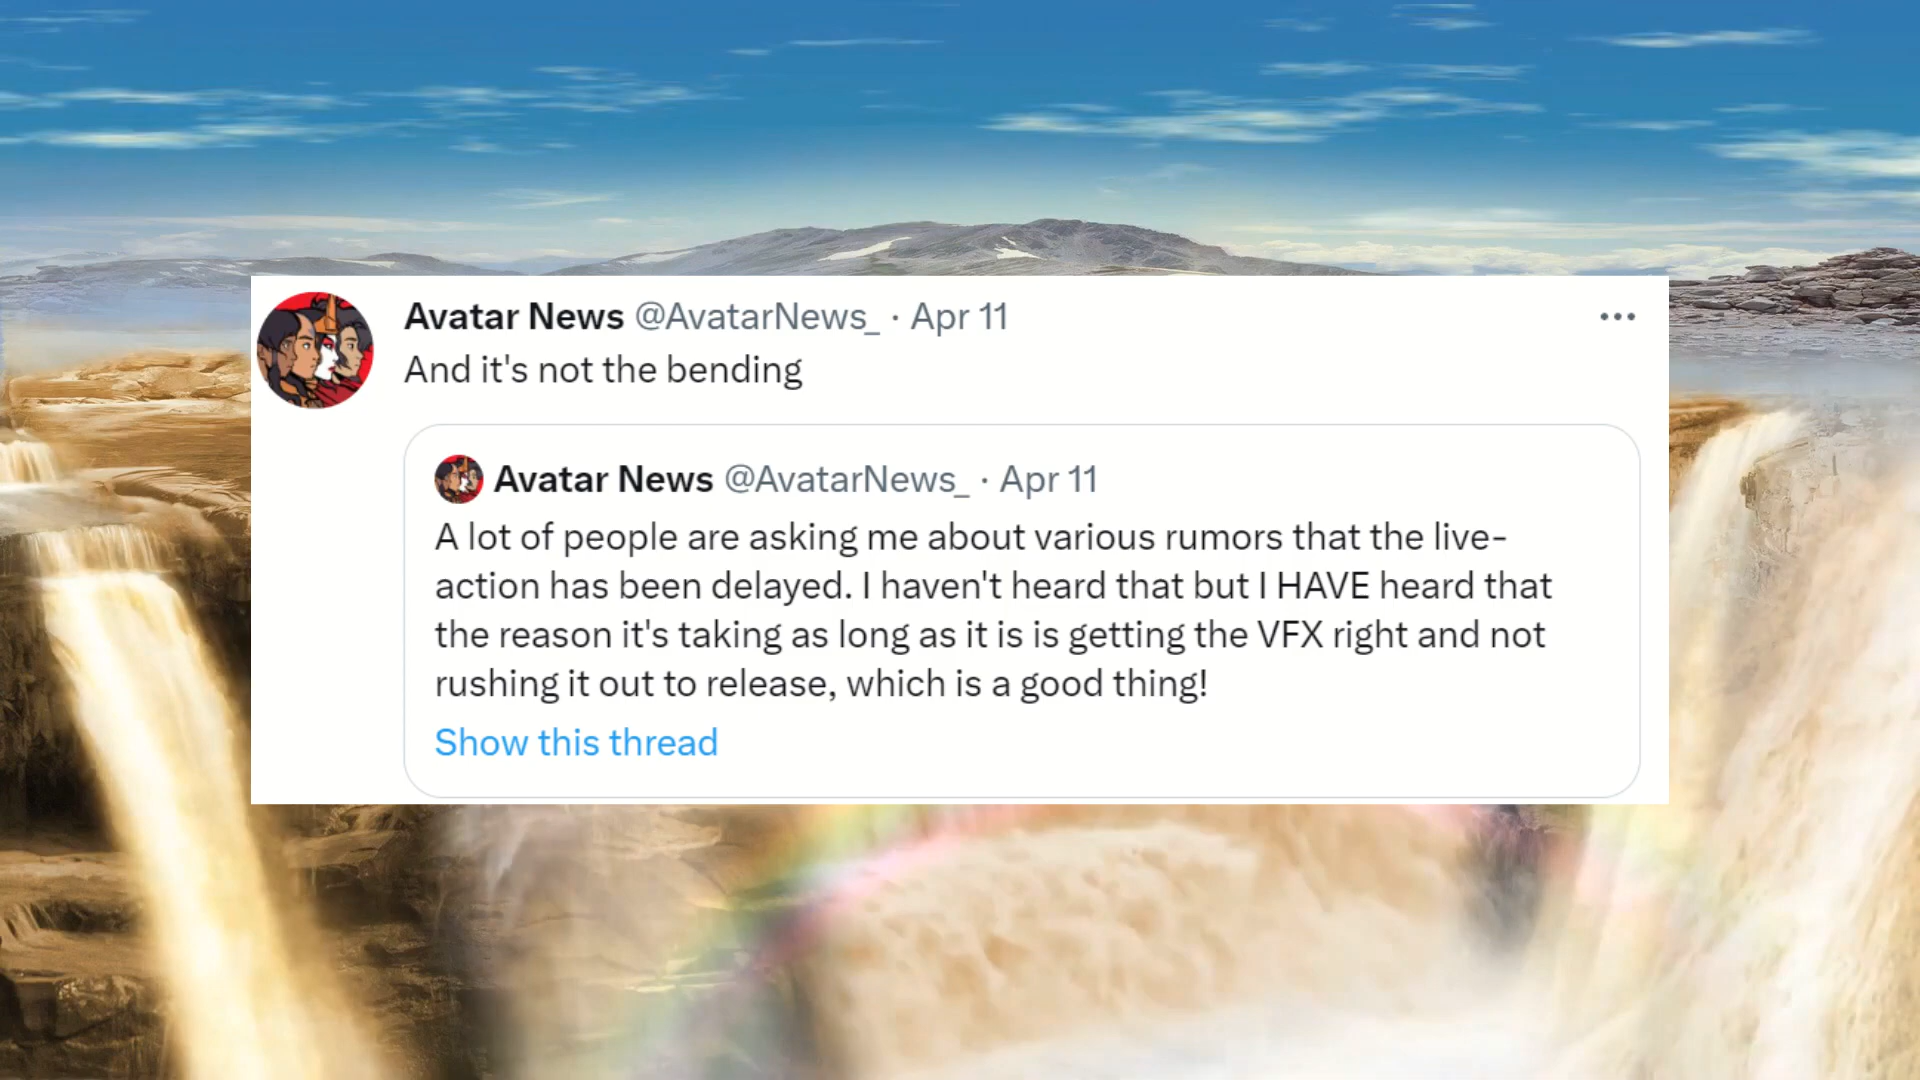 Avatar News @AvatarNews_ · Apr 11
And it's not the bending
Avatar News @AvatarNews_ · Apr 11
A lot of people are asking me about various rumors that the live-
action has been delayed. I haven't heard that but I HAVE heard that
the reason it's taking as long as it is is getting the VFX right and not
rushing it out to release, which is a good thing!
Show this thread